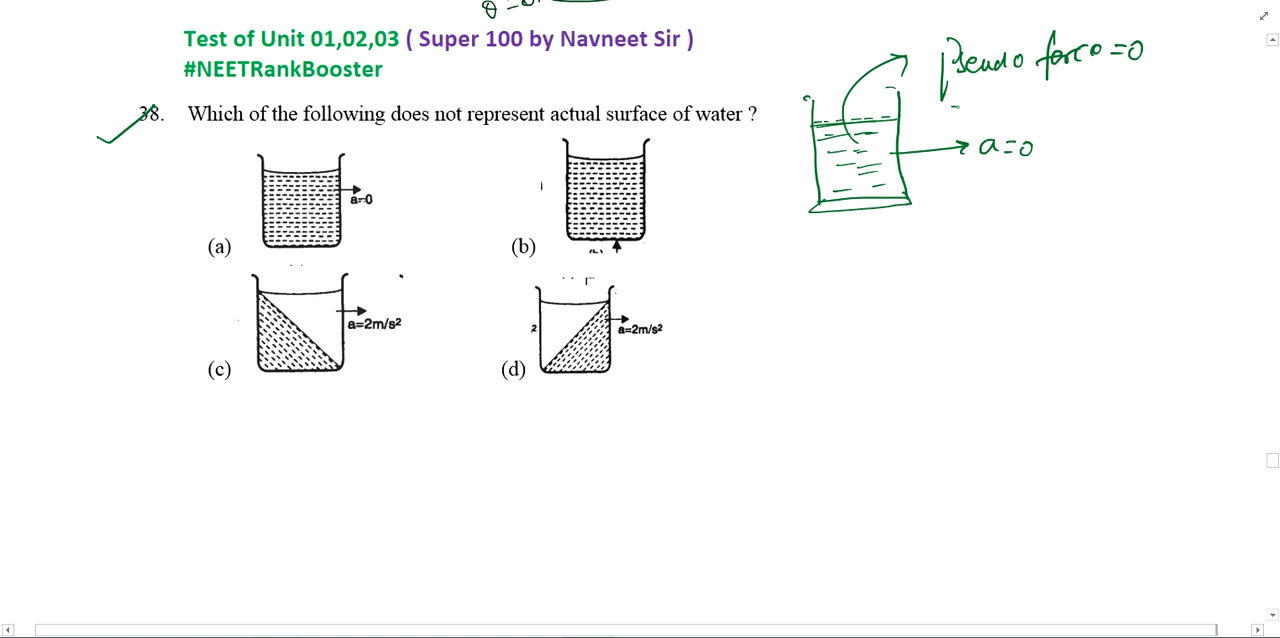 Test of Unit 01,02,03 ( Super 100 by Navneet Sir )
#NEETRankBooster
Pseudo force=0
38. Which of the following does not represent actual surface of water ?
a=0
a=0
(a)
(b)
a=2m/s²
2 a=2m/s²
(c)
(d)